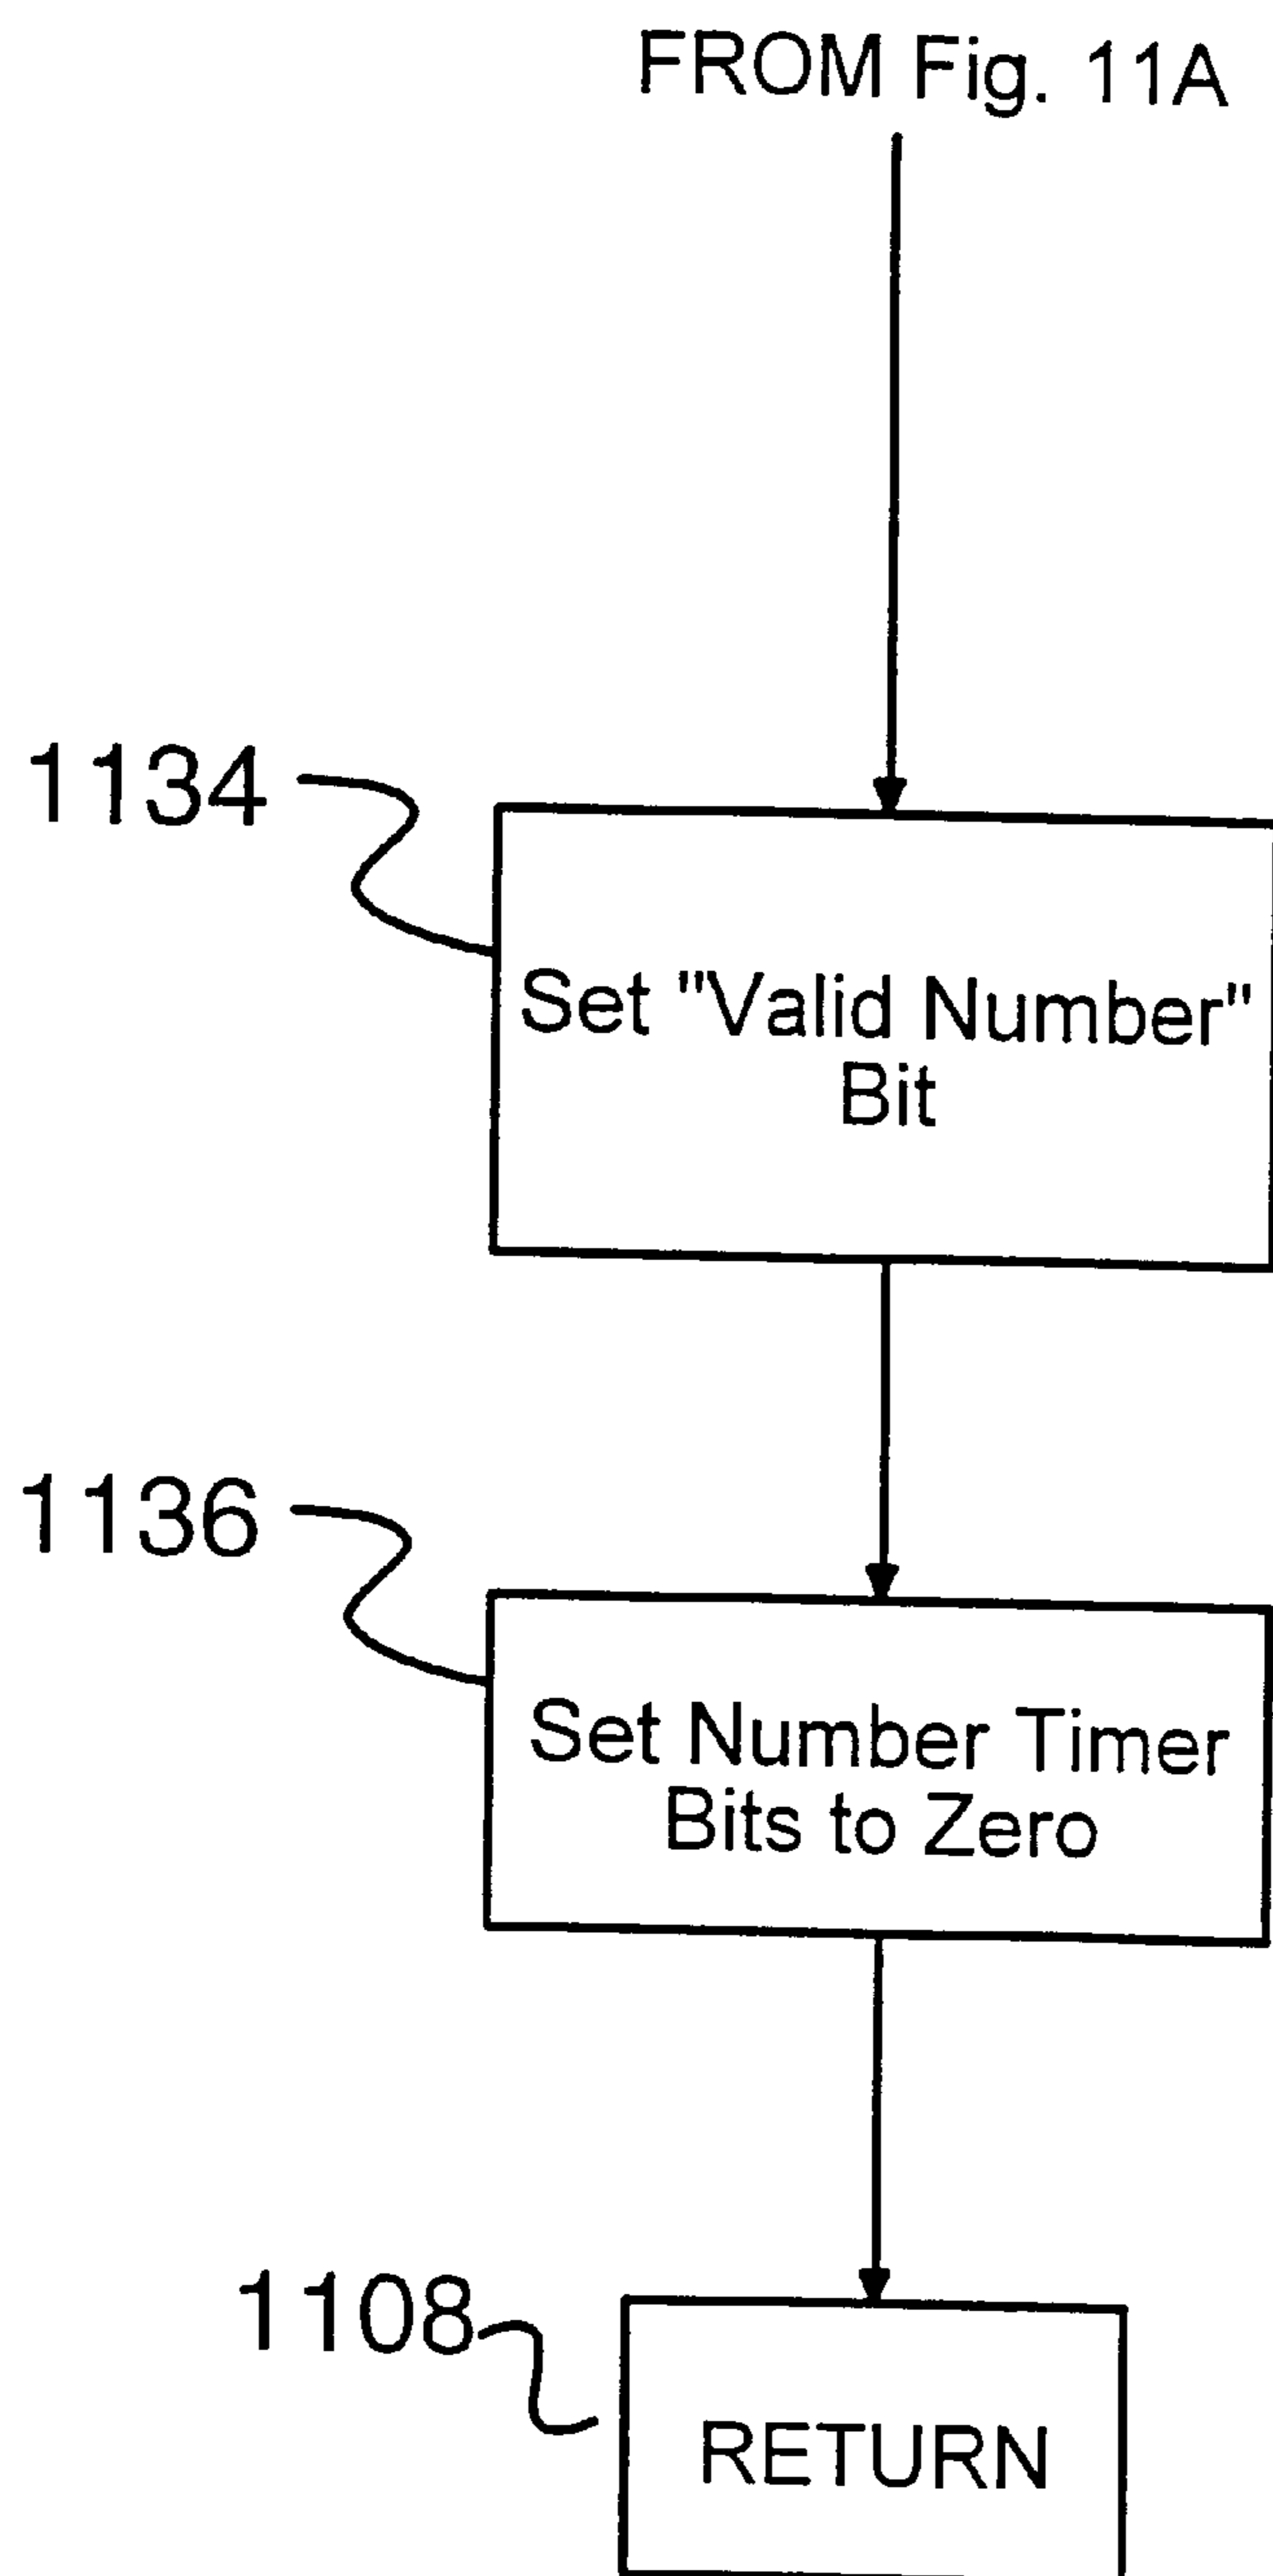 FROM Fig. 11A
1134
Set "Valid Number"
Bit
1136
Set Number Timer
Bits to Zero
1108
RETURN